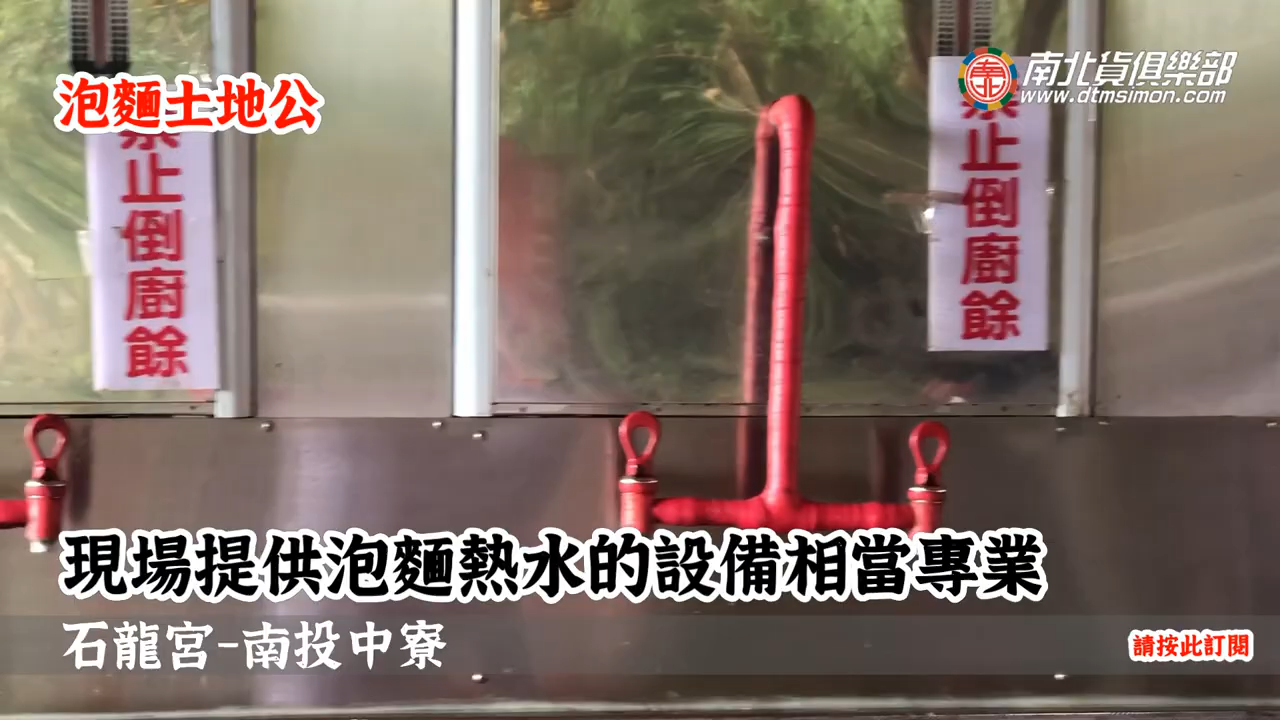 南北貨俱樂部
www.dtmsimon.com
泡麵土地公
禁止倒廚餘
禁止倒廚餘
現場提供泡麵熱水的設備相當專業
石龍宮-南投中寮
請按此訂閱